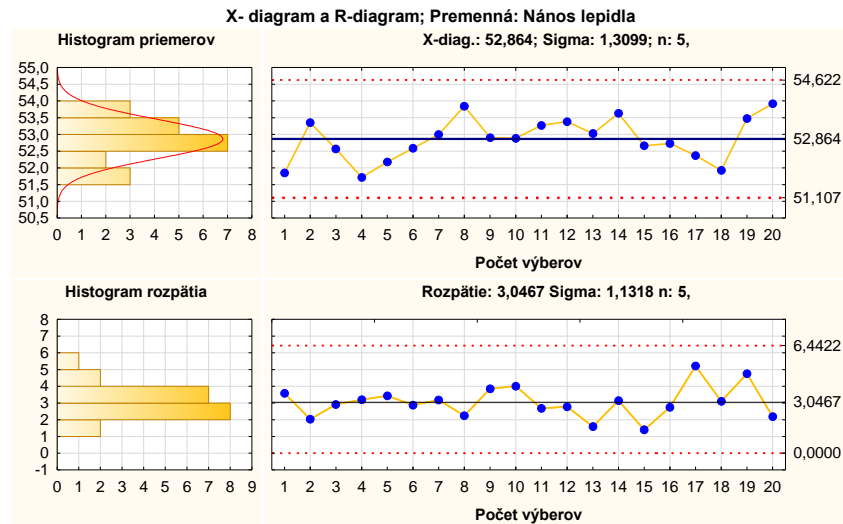 X- diagram a R-diagram; Premenná: Nános lepidla
Histogram priemerov
X-diag.: 52,864; Sigma: 1,3099; n: 5,
55,0
54,5
54,0
53,5
53,0
52,5
52,0
51,5
51,0
50,5
0 1 2 3 4 5 6 7 8
54,622
52,864
51,107
1 2 3 4 5 6 7 8 9 10 11 12 13 14 15 16 17 18 19 20
Počet výberov
Histogram rozpätia
Rozpätie: 3,0467 Sigma: 1,1318 n: 5,
8
7
6
5
4
3
2
1
0
-1
0 1 2 3 4 5 6 7 8 9
6,4422
3,0467
0,0000
1 2 3 4 5 6 7 8 9 10 11 12 13 14 15 16 17 18 19 20
Počet výberov